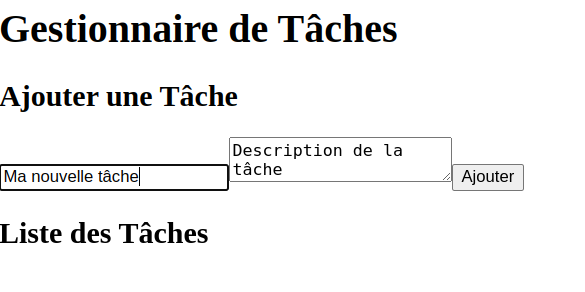 Gestionnaire de Tâches
Ajouter une Tâche
Description de la
tâche
Ma nouvelle tâche
Ajouter
Liste des Tâches